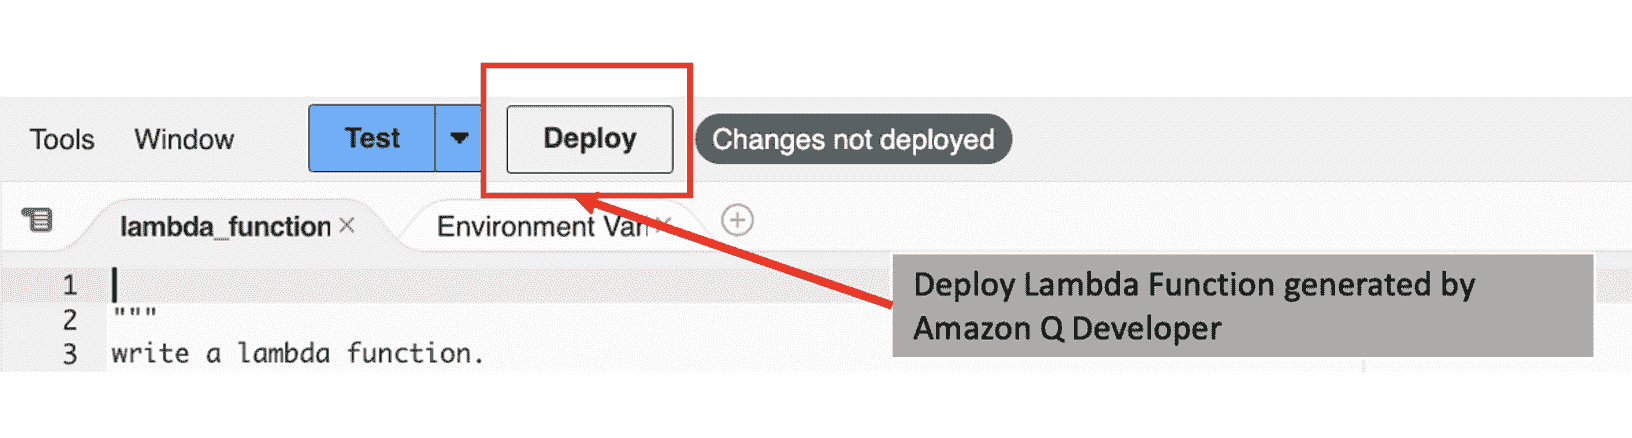 Tools Window Test Deploy Changes not deployed
lambda_function Environment Var
Deploy Lambda Function generated by
Amazon Q Developer
1
2 """
3 write a lambda function.